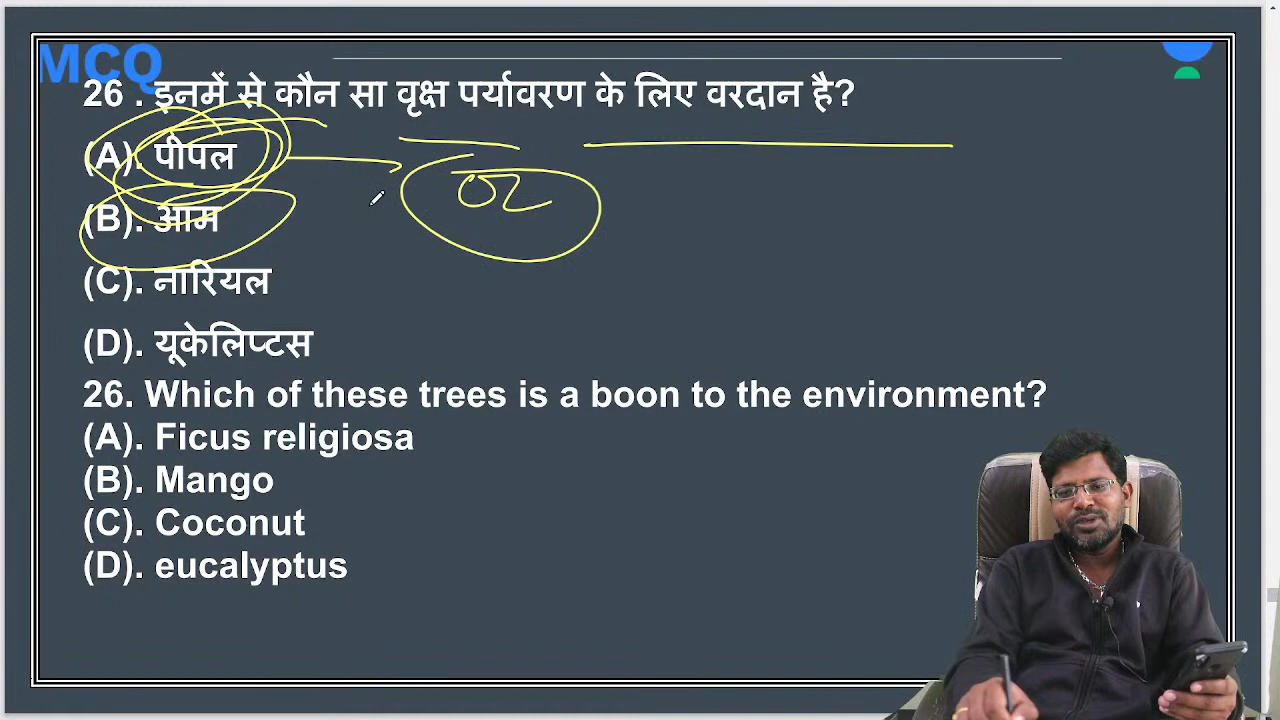 MCQ
26 . इनमें से कौन सा वृक्ष पर्यावरण के लिए वरदान है?
(A). पीपल
O2
(B). आम
(C). नारियल
(D). यूकेलिप्टस
26. Which of these trees is a boon to the environment?
(A). Ficus religiosa
(B). Mango
(C). Coconut
(D). eucalyptus